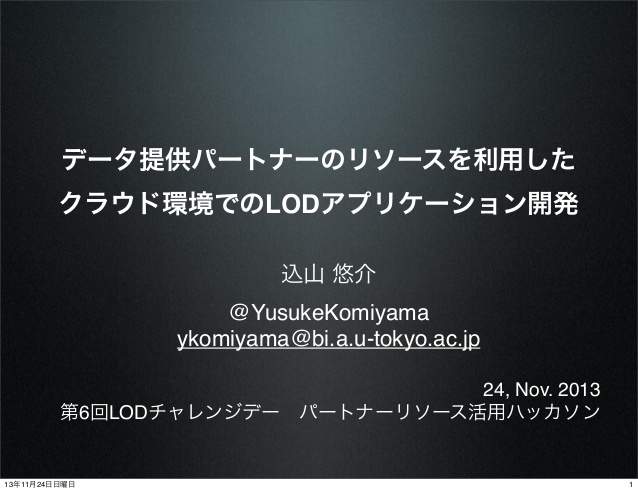 データ提供パートナーのリソースを利用した
クラウド環境でのLODアプリケーション開発
込山 悠介
@YusukeKomiyama
ykomiyama@bi.a.u-tokyo.ac.jp
24, Nov. 2013
第6回LODチャレンジデー　パートナーリソース活用ハッカソン
13年11月24日日曜日
1